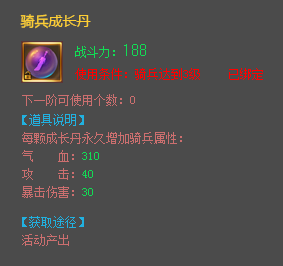 骑兵成长丹
战斗力：188
下一阶可使用个数：0
【道具说明】
每颗成长丹永久增加骑兵属性：
气　血：310
攻　击：40
暴击伤害：30
【获取途径】
活动产出